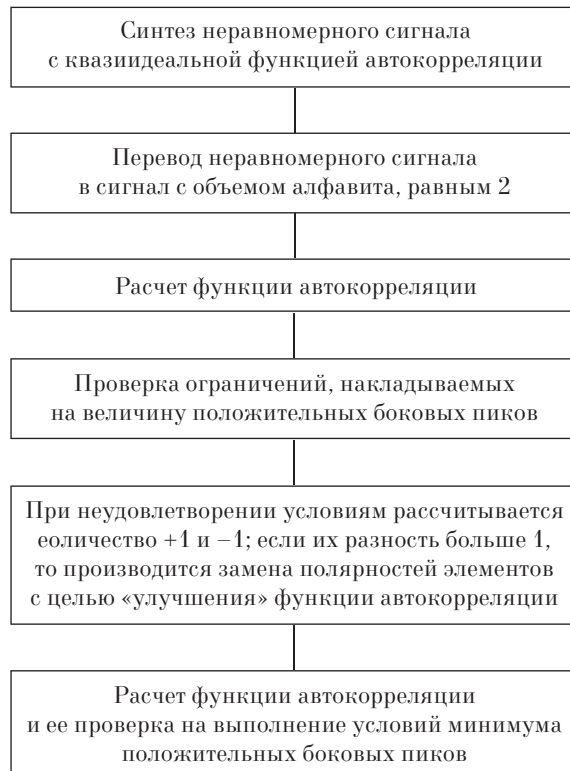 Синтез неравномерного сигнала
с квазиидеальной функцией автокорреляции
Перевод неравномерного сигнала
в сигнал с объемом алфавита, равным 2
Расчет функции автокорреляции
Проверка ограничений, накладываемых
на величину положительных боковых пиков
При неудовлетворении условиям рассчитывается
еоличество +1 и −1; если их разность больше 1,
то производится замена полярностей элементов
с целью «улучшения» функции автокорреляции
Расчет функции автокорреляции
и ее проверка на выполнение условий минимума
положительных боковых пиков